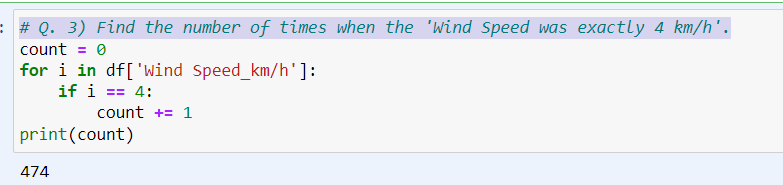 # Q. 3) Find the number of times when the 'Wind Speed was exactly 4 km/h'.
count = 0
for i in df['Wind Speed_km/h']:
    if i == 4:
        count += 1
print(count)
474